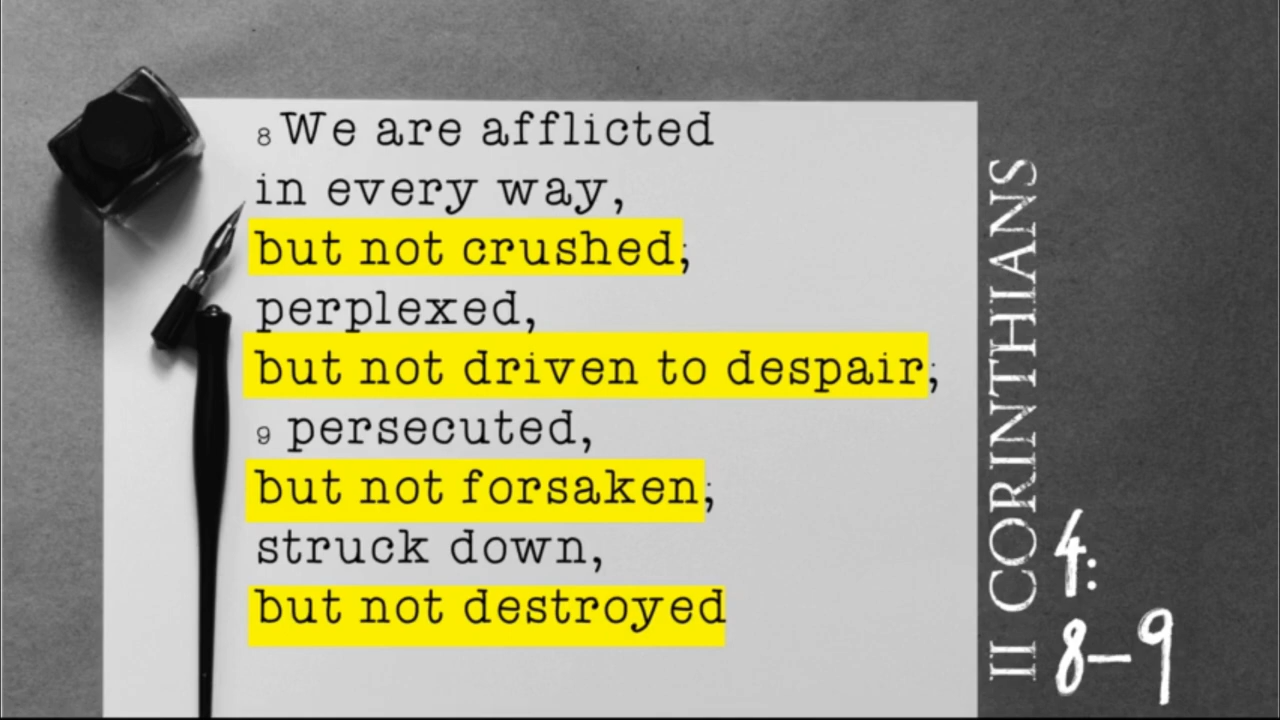 8 We are afflicted
in every way,
but not crushed;
perplexed,
but not driven to despair;
9 persecuted,
but not forsaken;
struck down,
but not destroyed
II CORINTHIANS
4:
8-9